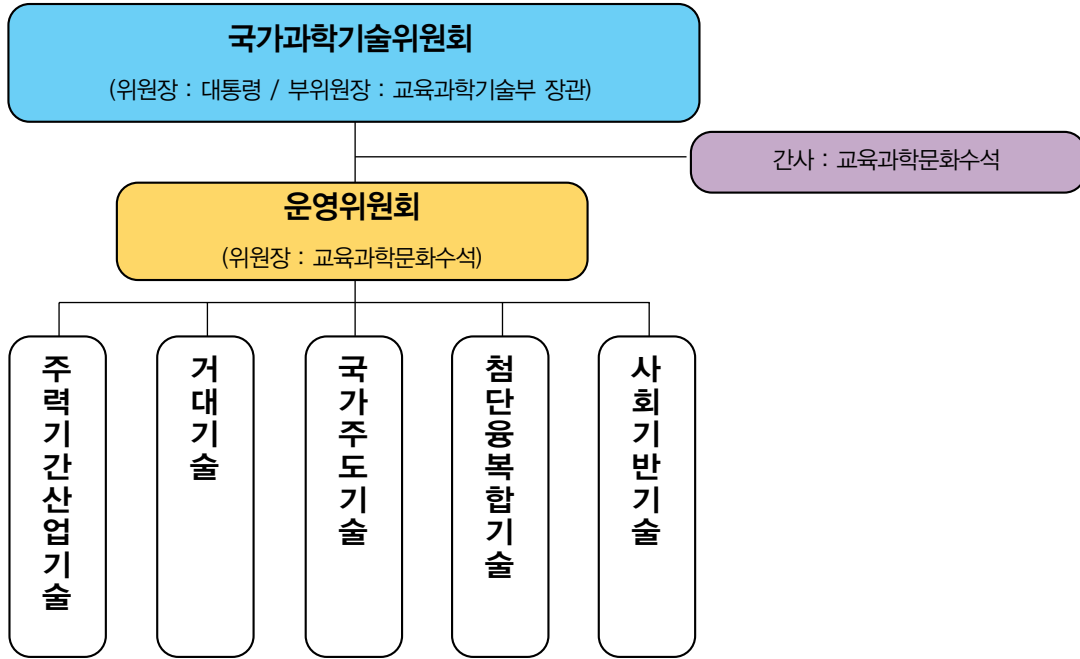 국가과학기술위원회
(위원장 : 대통령 / 부위원장 : 교육과학기술부 장관)
간사 : 교육과학문화수석
운영위원회
(위원장 : 교육과학문화수석)
주력기간산업기술
거대기술
국가주도기술
첨단융복합기술
사회기반기술